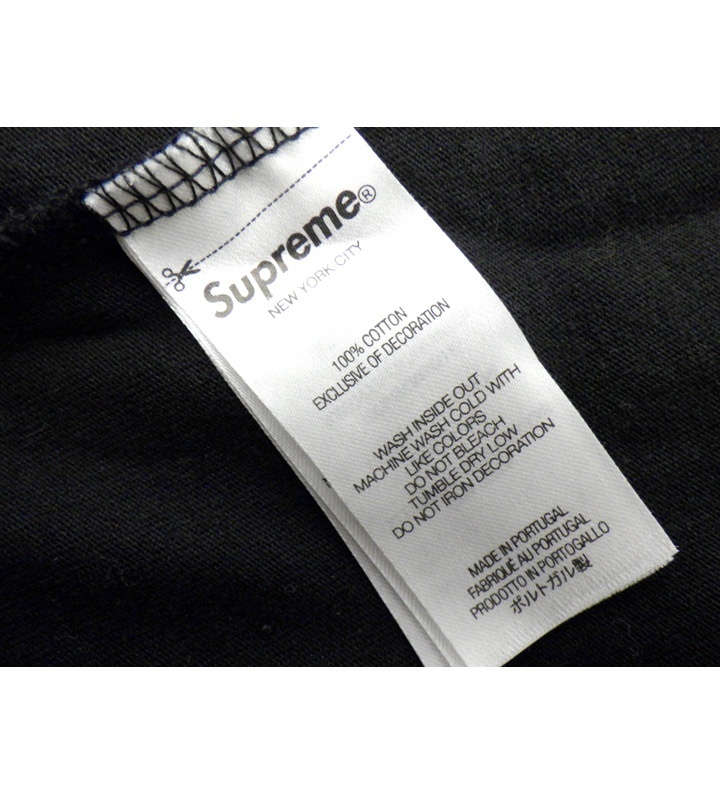 Supreme®
NEW YORK CITY
100% COTTON
EXCLUSIVE OF DECORATION
WASH INSIDE OUT
MACHINE WASH COLD WITH
LIKE COLORS
DO NOT BLEACH
TUMBLE DRY LOW
DO NOT IRON DECORATION
MADE IN PORTUGAL
FABRIQUÉ AU PORTUGAL
PRODOTTO IN PORTOGALLO
ポルトガル製